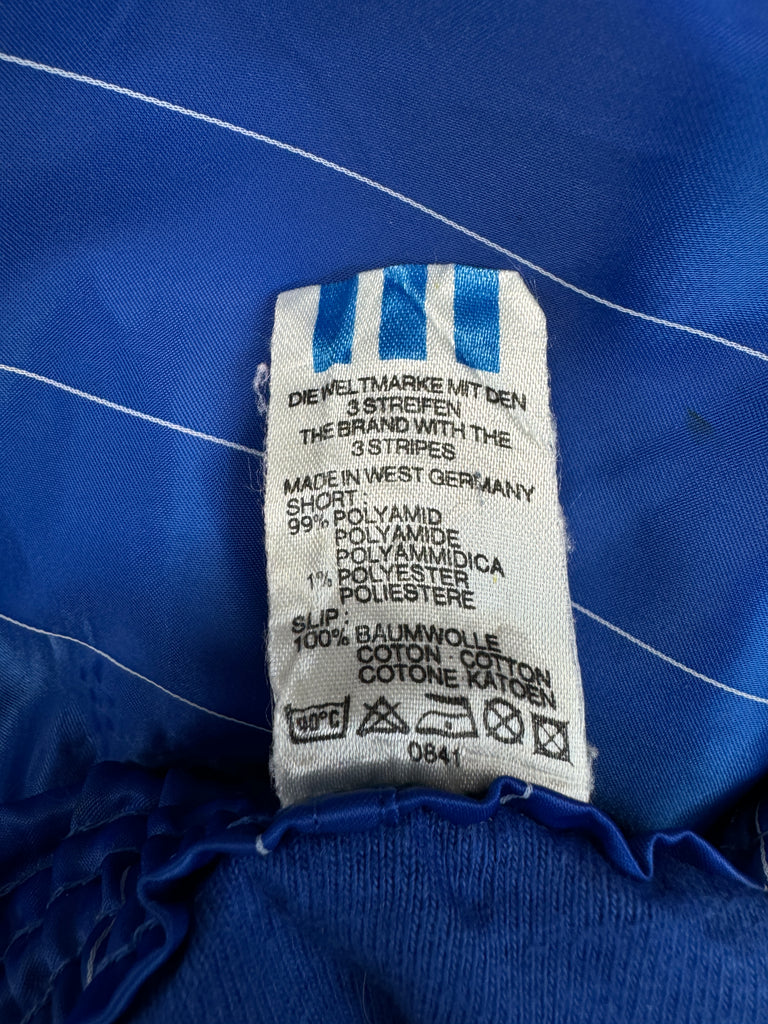 DIE WELTMARKE MIT DEN
3 STREIFEN
THE BRAND WITH THE
3 STRIPES
MADE IN WEST GERMANY
SHORT :
99% POLYAMID
POLYAMIDE
POLYAMMIDICA
1% POLYESTER
POLIESTERE
SLIP :
100% BAUMWOLLE
COTON · COTTON
COTONE KATOEN
40°C
0841